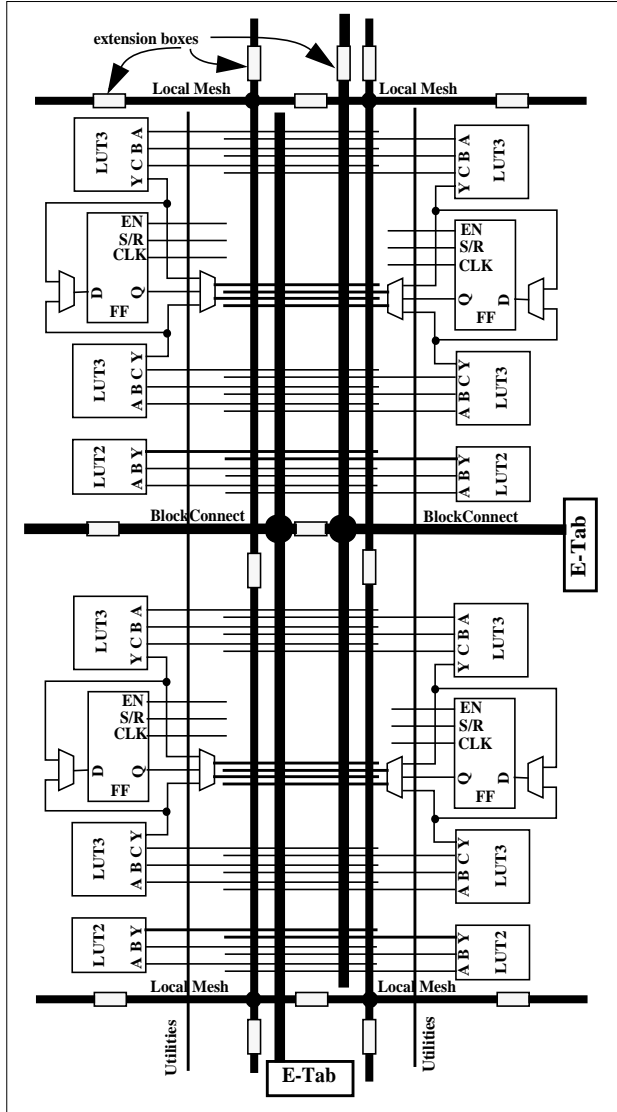 extension boxes
Local Mesh
Local Mesh
LUT3
Y C B A
LUT3
Y C B A
EN
S/R
CLK
D
Q
FF
EN
S/R
CLK
Q
D
FF
LUT3
A B C Y
LUT3
A B C Y
LUT2
A B Y
LUT2
A B Y
BlockConnect
BlockConnect
E-Tab
LUT3
Y C B A
LUT3
Y C B A
EN
S/R
CLK
D
Q
FF
EN
S/R
CLK
Q
D
FF
LUT3
A B C Y
LUT3
A B C Y
LUT2
A B Y
LUT2
A B Y
Local Mesh
Local Mesh
Utilities
Utilities
E-Tab